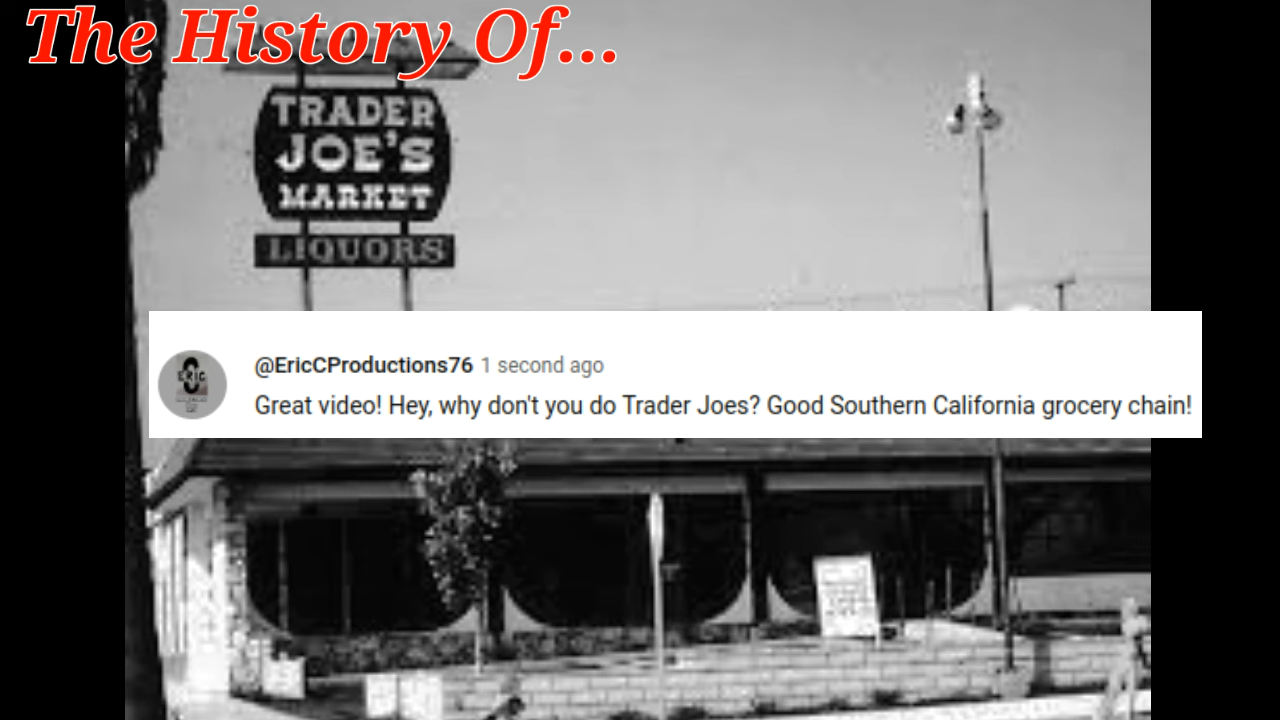 The History Of...
TRADER
JOE'S
MARKET
LIQUORS
@EricCProductions76 1 second ago
ERIC
Great video! Hey, why don't you do Trader Joes? Good Southern California grocery chain!